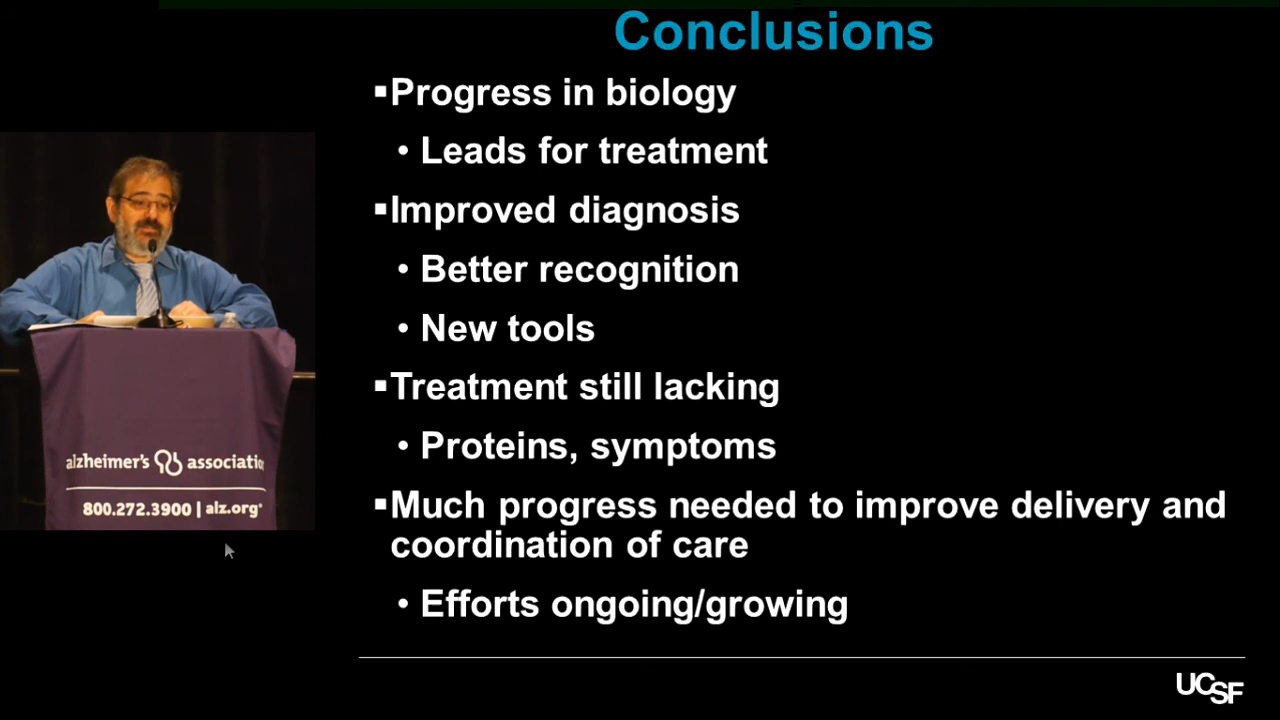 Conclusions
▪Progress in biology
• Leads for treatment
▪Improved diagnosis
• Better recognition
• New tools
▪Treatment still lacking
• Proteins, symptoms
▪Much progress needed to improve delivery and
coordination of care
• Efforts ongoing/growing
alzheimer's associatio
800.272.3900 | alz.org®
UCSF